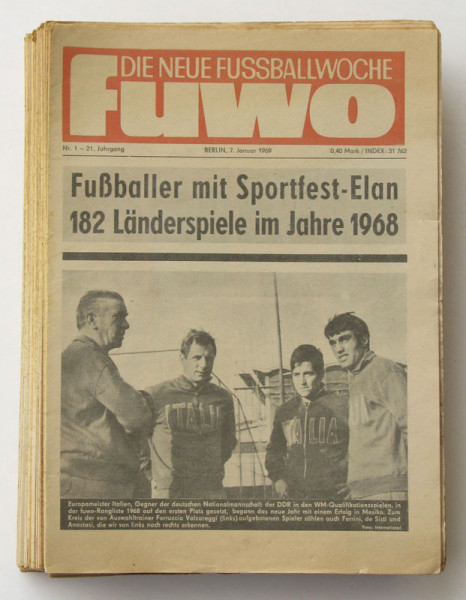 DIE NEUE FUSSBALLWOCHE
fuwo
Nr. 1 – 21. Jahrgang BERLIN, 7. Januar 1969 0,40 Mark / INDEX: 31 762
Fußballer mit Sportfest-Elan
182 Länderspiele im Jahre 1968
ITALIA
ITALIA
ITALIA
Europameister Italien, Gegner der deutschen Nationalmannschaft der DDR in den WM-Qualifikationsspielen, in
der fuwo-Rangliste 1968 auf den ersten Platz gesetzt, begann das neue Jahr mit einem Erfolg in Mexiko. Zum
Kreis der von Auswahltrainer Ferruccio Valcareggi (links) aufgebotenen Spieler zählen auch Ferrini, de Sisti und
Anastasi, die wir von links nach rechts erkennen.
Foto: International